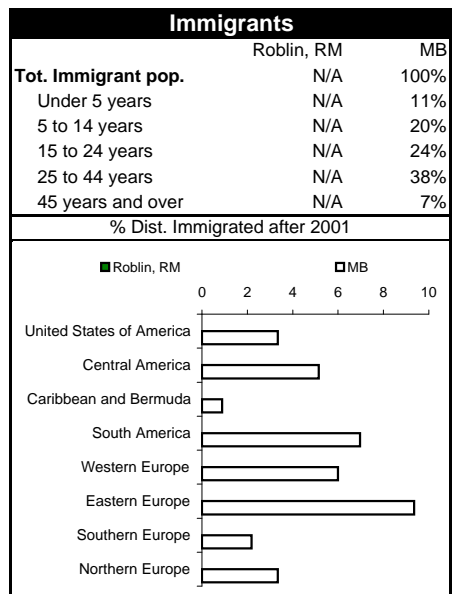 Immigrants
Roblin, RM MB
Tot. Immigrant pop. N/A 100%
Under 5 years N/A 11%
5 to 14 years N/A 20%
15 to 24 years N/A 24%
25 to 44 years N/A 38%
45 years and over N/A 7%
% Dist. Immigrated after 2001
Roblin, RM MB
0 2 4 6 8 10
United States of America
Central America
Caribbean and Bermuda
South America
Western Europe
Eastern Europe
Southern Europe
Northern Europe